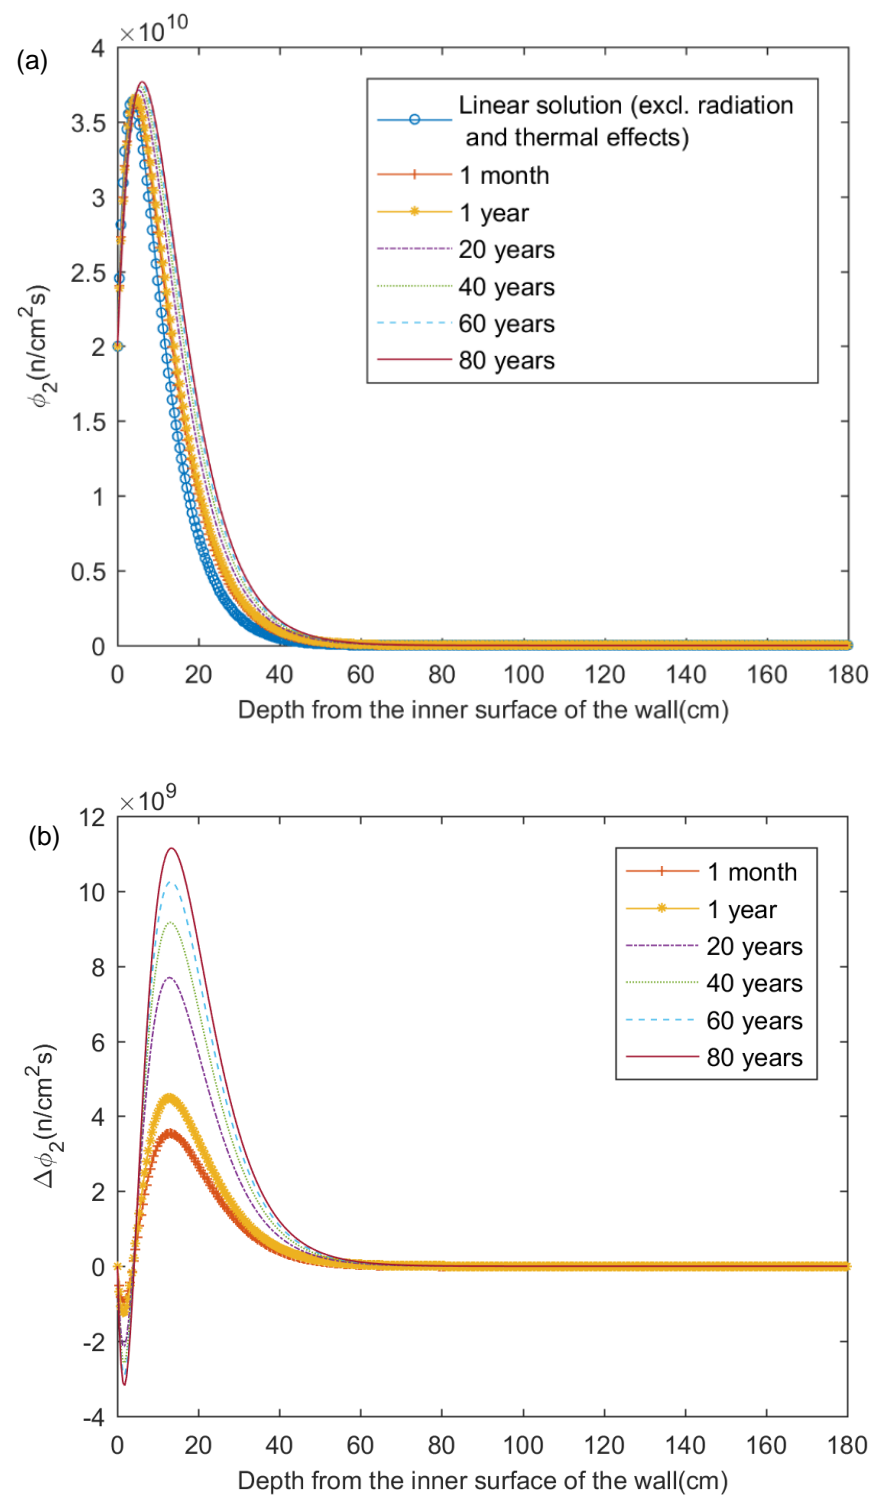 (a)
×10¹⁰
4
3.5
3
2.5
2
1.5
1
0.5
0
ϕ₂(n/cm²s)
Linear solution (excl. radiation
and thermal effects)
1 month
1 year
20 years
40 years
60 years
80 years
0 20 40 60 80 100 120 140 160 180
Depth from the inner surface of the wall(cm)
(b)
×10⁹
12
10
8
6
4
2
0
-2
-4
Δϕ₂(n/cm²s)
1 month
1 year
20 years
40 years
60 years
80 years
0 20 40 60 80 100 120 140 160 180
Depth from the inner surface of the wall(cm)